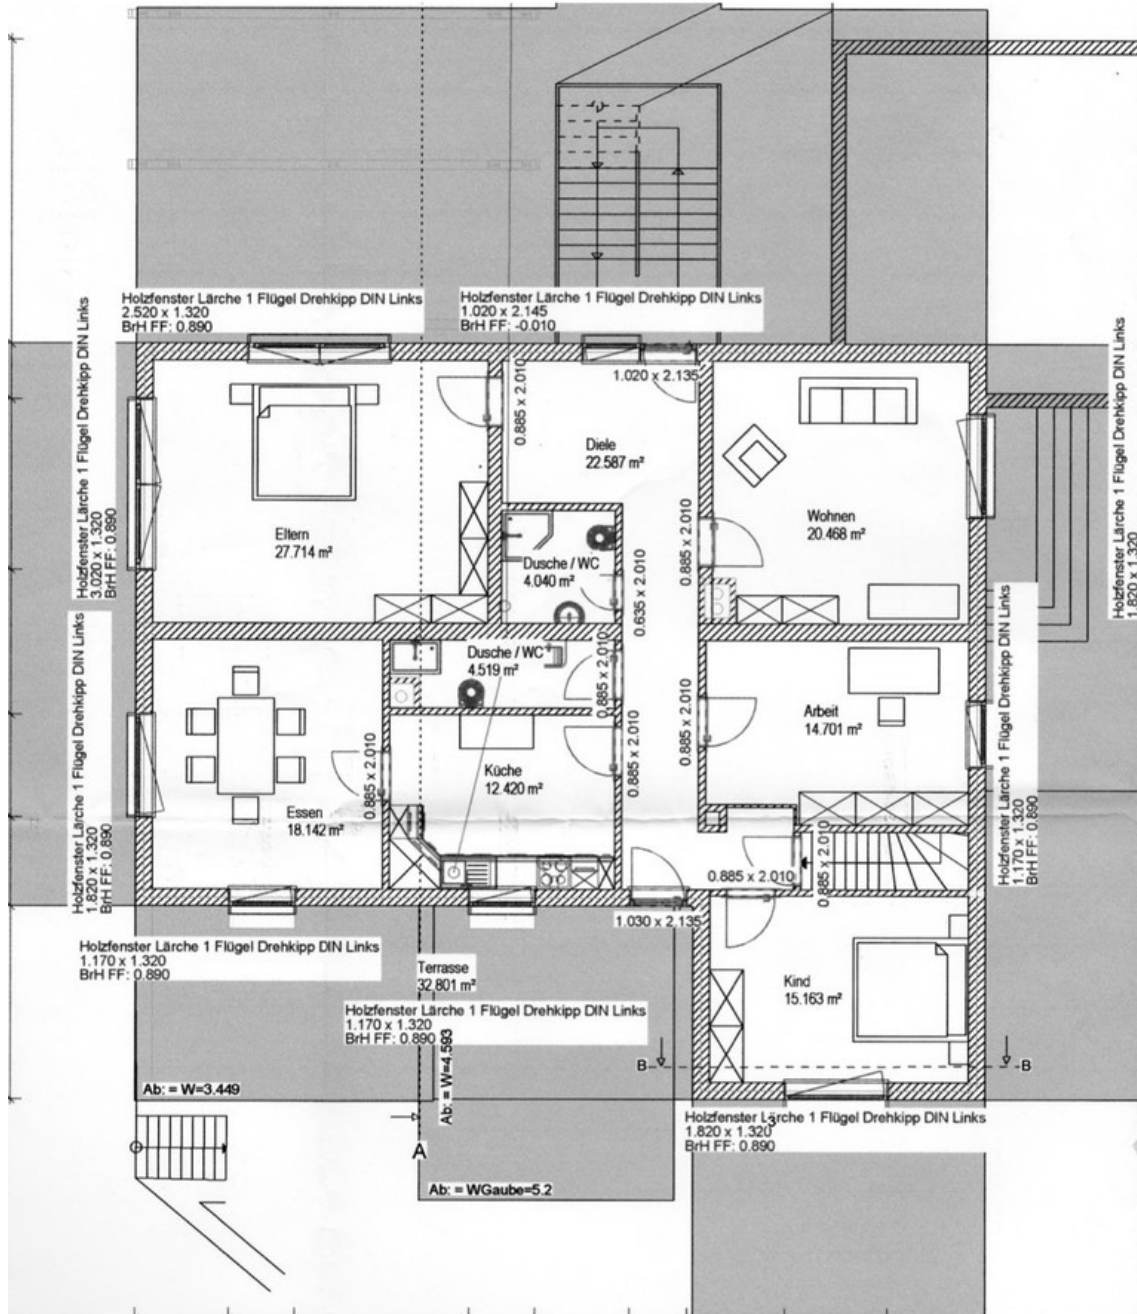 Holzfenster Lärche 1 Flügel Drehkipp DIN Links
2.520 x 1.320
BrH FF: 0.890
Holzfenster Lärche 1 Flügel Drehkipp DIN Links
1.020 x 2.145
BrH FF: -0.010
Holzfenster Lärche 1 Flügel Drehkipp DIN Links
3.020 x 1.320
BrH FF: 0.890
Holzfenster Lärche 1 Flügel Drehkipp DIN Links
1.820 x 1.320
0.885 x 2.010
1.020 x 2.135
Diele
22.587 m²
Eltern
27.714 m²
Wohnen
20.468 m²
Dusche / WC
4.040 m²
0.635 x 2.010
0.885 x 2.010
Holzfenster Lärche 1 Flügel Drehkipp DIN Links
1.820 x 1.320
BrH FF: 0.890
Dusche / WC
4.519 m²
0.885 x 2.010
0.885 x 2.010
Holzfenster Lärche 1 Flügel Drehkipp DIN Links
1.170 x 1.320
BrH FF: 0.890
Arbeit
14.701 m²
Küche
12.420 m²
0.885 x 2.010
0.885 x 2.010
Essen
18.142 m²
0.885 x 2.010
0.885 x 2.010
1.030 x 2.135
Holzfenster Lärche 1 Flügel Drehkipp DIN Links
1.170 x 1.320
BrH FF: 0.890
Terrasse
32.801 m²
Kind
15.163 m²
Holzfenster Lärche 1 Flügel Drehkipp DIN Links
1.170 x 1.320
BrH FF: 0.890
Ab: = W=4.593
B
B
Ab: = W=3.449
A
Holzfenster Lärche 1 Flügel Drehkipp DIN Links
1.820 x 1.320
3
BrH FF: 0.890
Ab: = WGaube=5.2